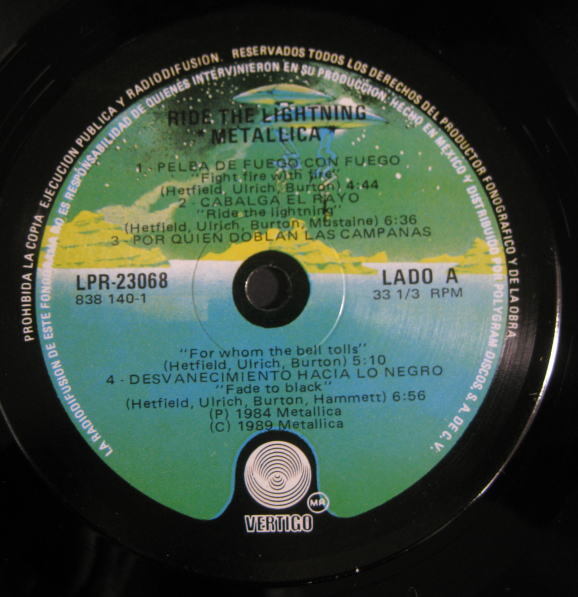 PROHIBIDA LA COPIA EJECUCION PUBLICA Y RADIODIFUSION. RESERVADOS TODOS LOS DERECHOS DEL PRODUCTOR FONOGRAFICO Y DE LA OBRA
LA RADIODIFUSION DE ESTE FONOGRAMA NO ES RESPONSABILIDAD DE QUIENES INTERVINIERON EN SU PRODUCCION. HECHO EN MEXICO Y DISTRIBUIDO POR POLYGRAM DISCOS, S.A. DE C.V.
RIDE THE LIGHTNING
* METALLICA *
1 - PELEA DE FUEGO CON FUEGO
"Fight fire with fire"
(Hetfield, Ulrich, Burton) 4:44
2 - CABALGA EL RAYO
"Ride the lightning"
(Hetfield, Ulrich, Burton, Mustaine) 6:36
3 - POR QUIEN DOBLAN LAS CAMPANAS
LPR-23068
838 140-1
LADO A
33 1/3 RPM
"For whom the bell tolls"
(Hetfield, Ulrich, Burton) 5:10
4 - DESVANECIMIENTO HACIA LO NEGRO
"Fade to black"
(Hetfield, Ulrich, Burton, Hammett) 6:56
(P) 1984 Metallica
(C) 1989 Metallica
MR
VERTIGO